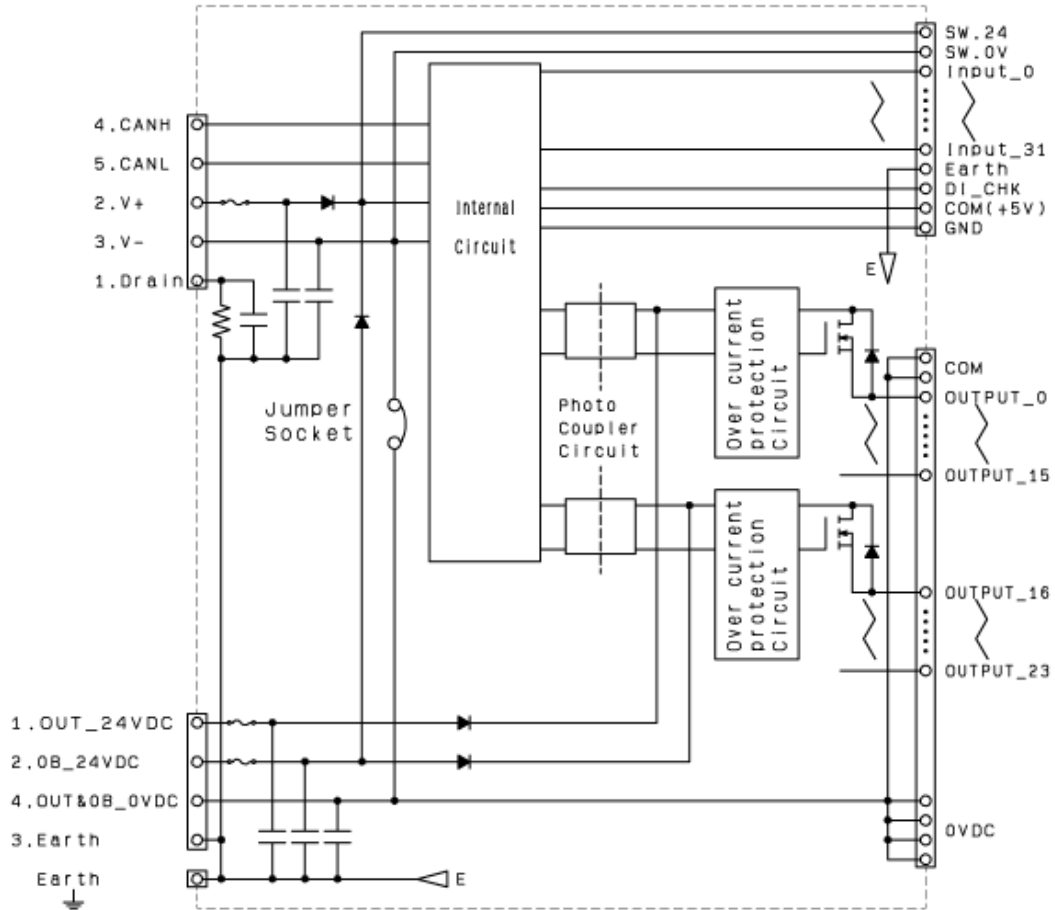 SW.24
SW.0V
Input_0
Input_31
Earth
DI_CHK
COM(+5V)
GND
E
4.CANH
5.CANL
2.V+
3.V-
1.Drain
Internal
Circuit
Jumper
Socket
Photo
Coupler
Circuit
Over current
protection
Circuit
COM
OUTPUT_0
OUTPUT_15
Over current
protection
Circuit
OUTPUT_16
OUTPUT_23
1.OUT_24VDC
2.OB_24VDC
4.OUT&OB_0VDC
3.Earth
Earth
E
0VDC